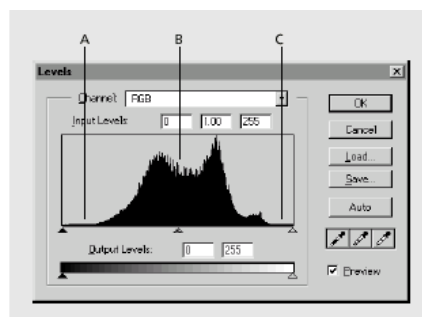 A B C
Levels
Channel: RGB
Input Levels: 0 1.00 255
Output Levels: 0 255
OK
Cancel
Load...
Save...
Auto
Preview